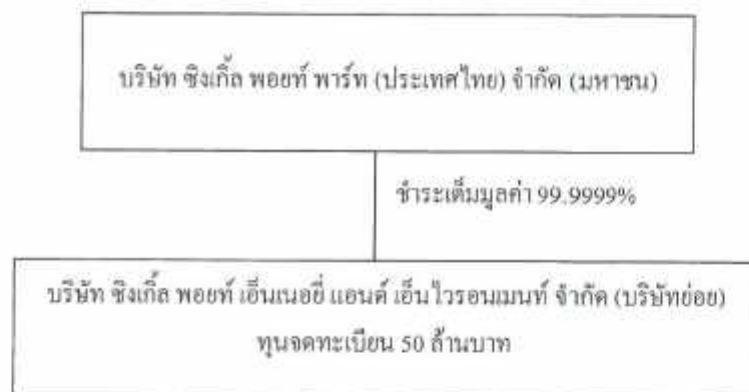 บริษัท ซิงเกิ้ล พอยท์ พาร์ท (ประเทศไทย) จำกัด (มหาชน)
ชำระเต็มมูลค่า 99.9999%
บริษัท ซิงเกิ้ล พอยท์ เอ็นเนอยี่ แอนด์ เอ็นไวรอนเมนท์ จำกัด (บริษัทย่อย)
ทุนจดทะเบียน 50 ล้านบาท